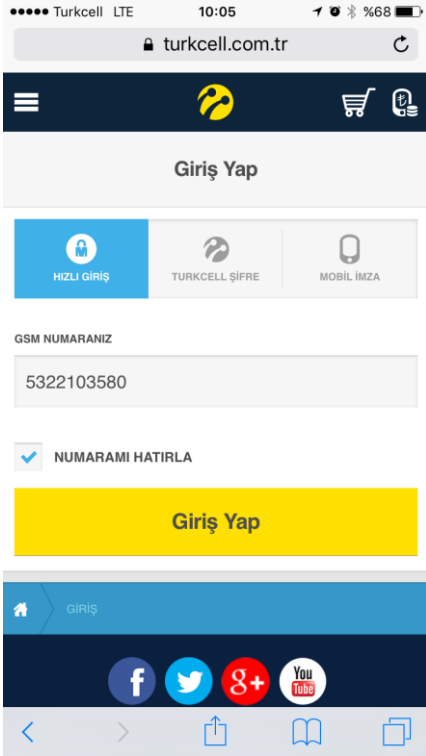 Turkcell LTE 10:05 %68
turkcell.com.tr
Giriş Yap
HIZLI GİRİŞ TURKCELL ŞİFRE MOBİL İMZA
GSM NUMARANIZ
5322103580
NUMARAMI HATIRLA
Giriş Yap
GİRİŞ
f g+ You Tube